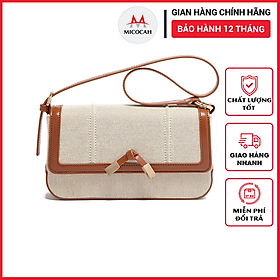 MICOCAH
GIAN HÀNG CHÍNH HÃNG
BẢO HÀNH 12 THÁNG
CHẤT LƯỢNG
TỐT
GIAO HÀNG
NHANH
MIỄN PHÍ
ĐỔI TRẢ